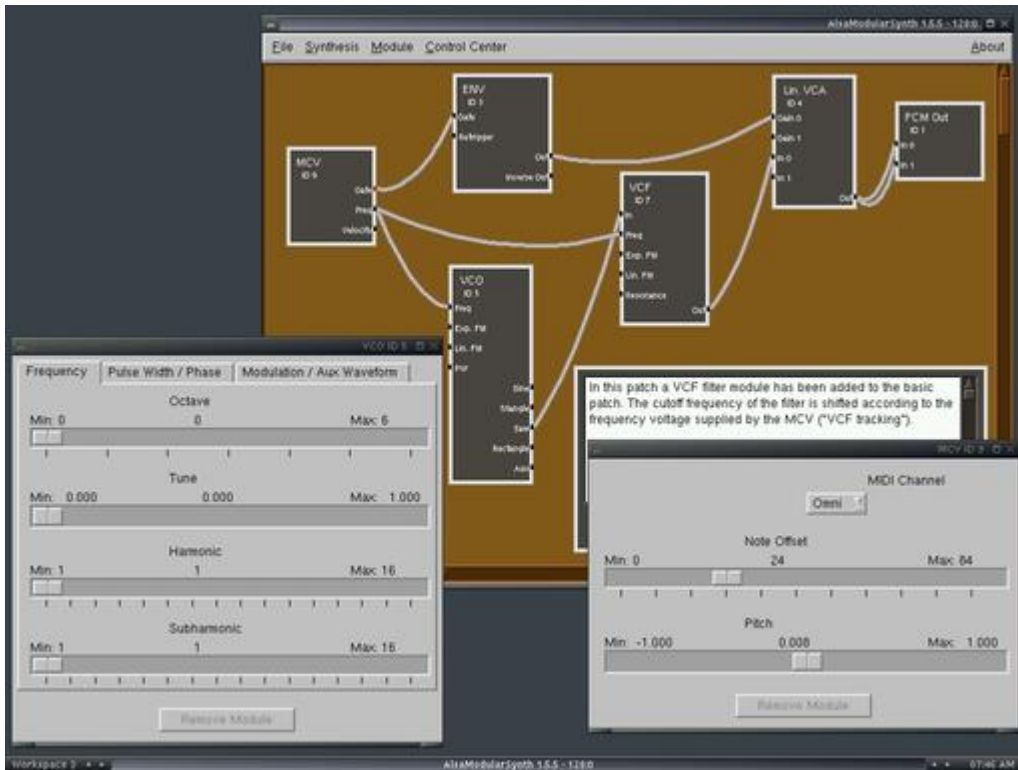 AlsaModularSynth 1.5.5 - 128:0
File Synthesis Module Control Center About
ENV
ID 3
Gate
Retrigger
Out
Inverse Out
Lin. VCA
ID 4
Gain 0
Gain 1
In 0
In 1
Out
PCM Out
ID 1
In 0
In 1
MCV
Gate
Freq
Velocity
VCF
ID 7
In
Freq
Exp. FM
Lin. FM
Resonance
Out
VCO
ID 5
Freq
Exp. FM
Lin. FM
PW
Sine
Triangle
Saw
Rectangle
Aux
In this patch a VCF filter module has been added to the basic
patch. The cutoff frequency of the filter is shifted according to the
frequency voltage supplied by the MCV ("VCF tracking").
VCO ID 5
Frequency Pulse Width / Phase Modulation / Aux Waveform
Octave
Min: 0 0 Max: 6
Tune
Min: 0.000 0.000 Max: 1.000
Harmonic
Min: 1 1 Max: 16
Subharmonic
Min: 1 1 Max: 16
Remove Module
MCV ID
MIDI Channel
Omni
Note Offset
Min: 0 24 Max: 84
Pitch
Min: -1.000 0.008 Max: 1.000
Remove Module
Workspace 3 AlsaModularSynth 1.5.5 - 128:0 07:46 AM